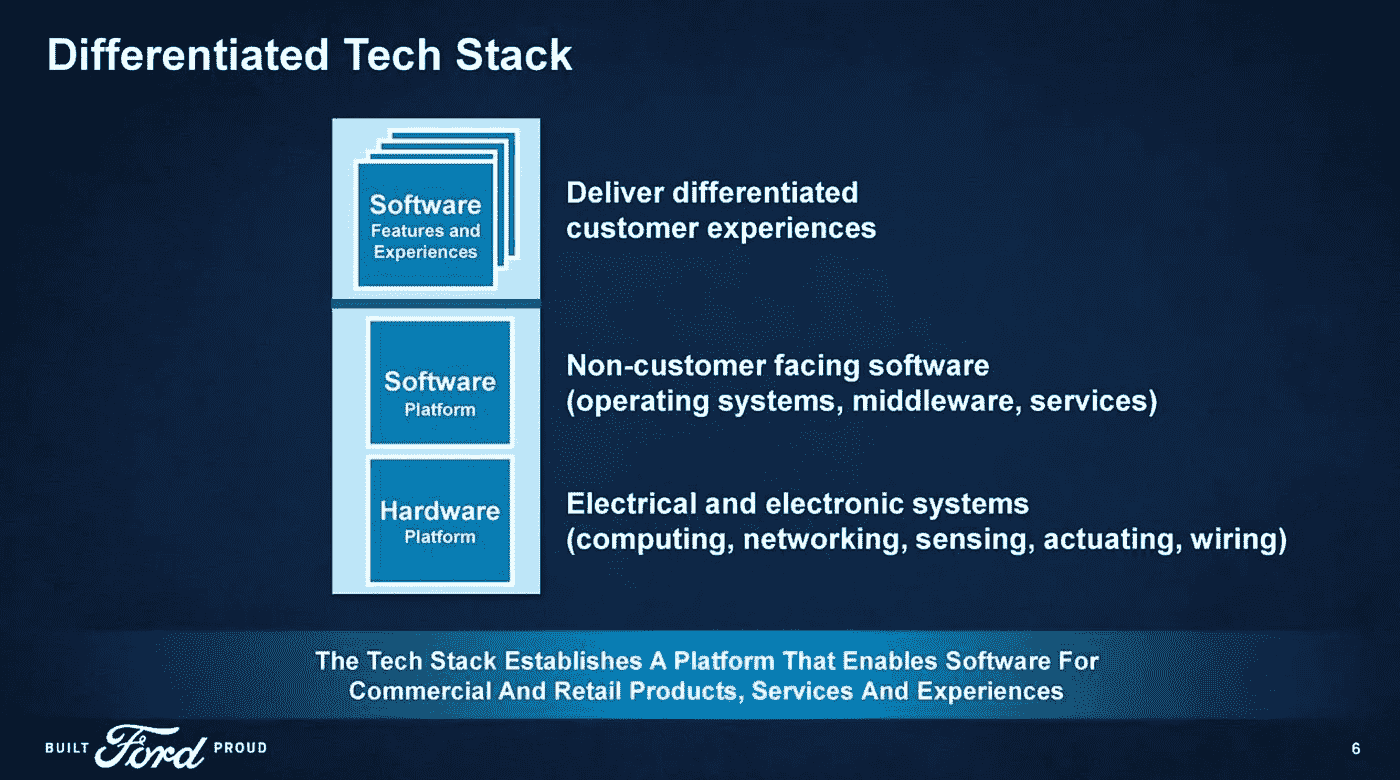 Differentiated Tech Stack
Software
Features and
Experiences
Deliver differentiated
customer experiences
Software
Platform
Non-customer facing software
(operating systems, middleware, services)
Hardware
Platform
Electrical and electronic systems
(computing, networking, sensing, actuating, wiring)
The Tech Stack Establishes A Platform That Enables Software For
Commercial And Retail Products, Services And Experiences
BUILT Ford PROUD
6